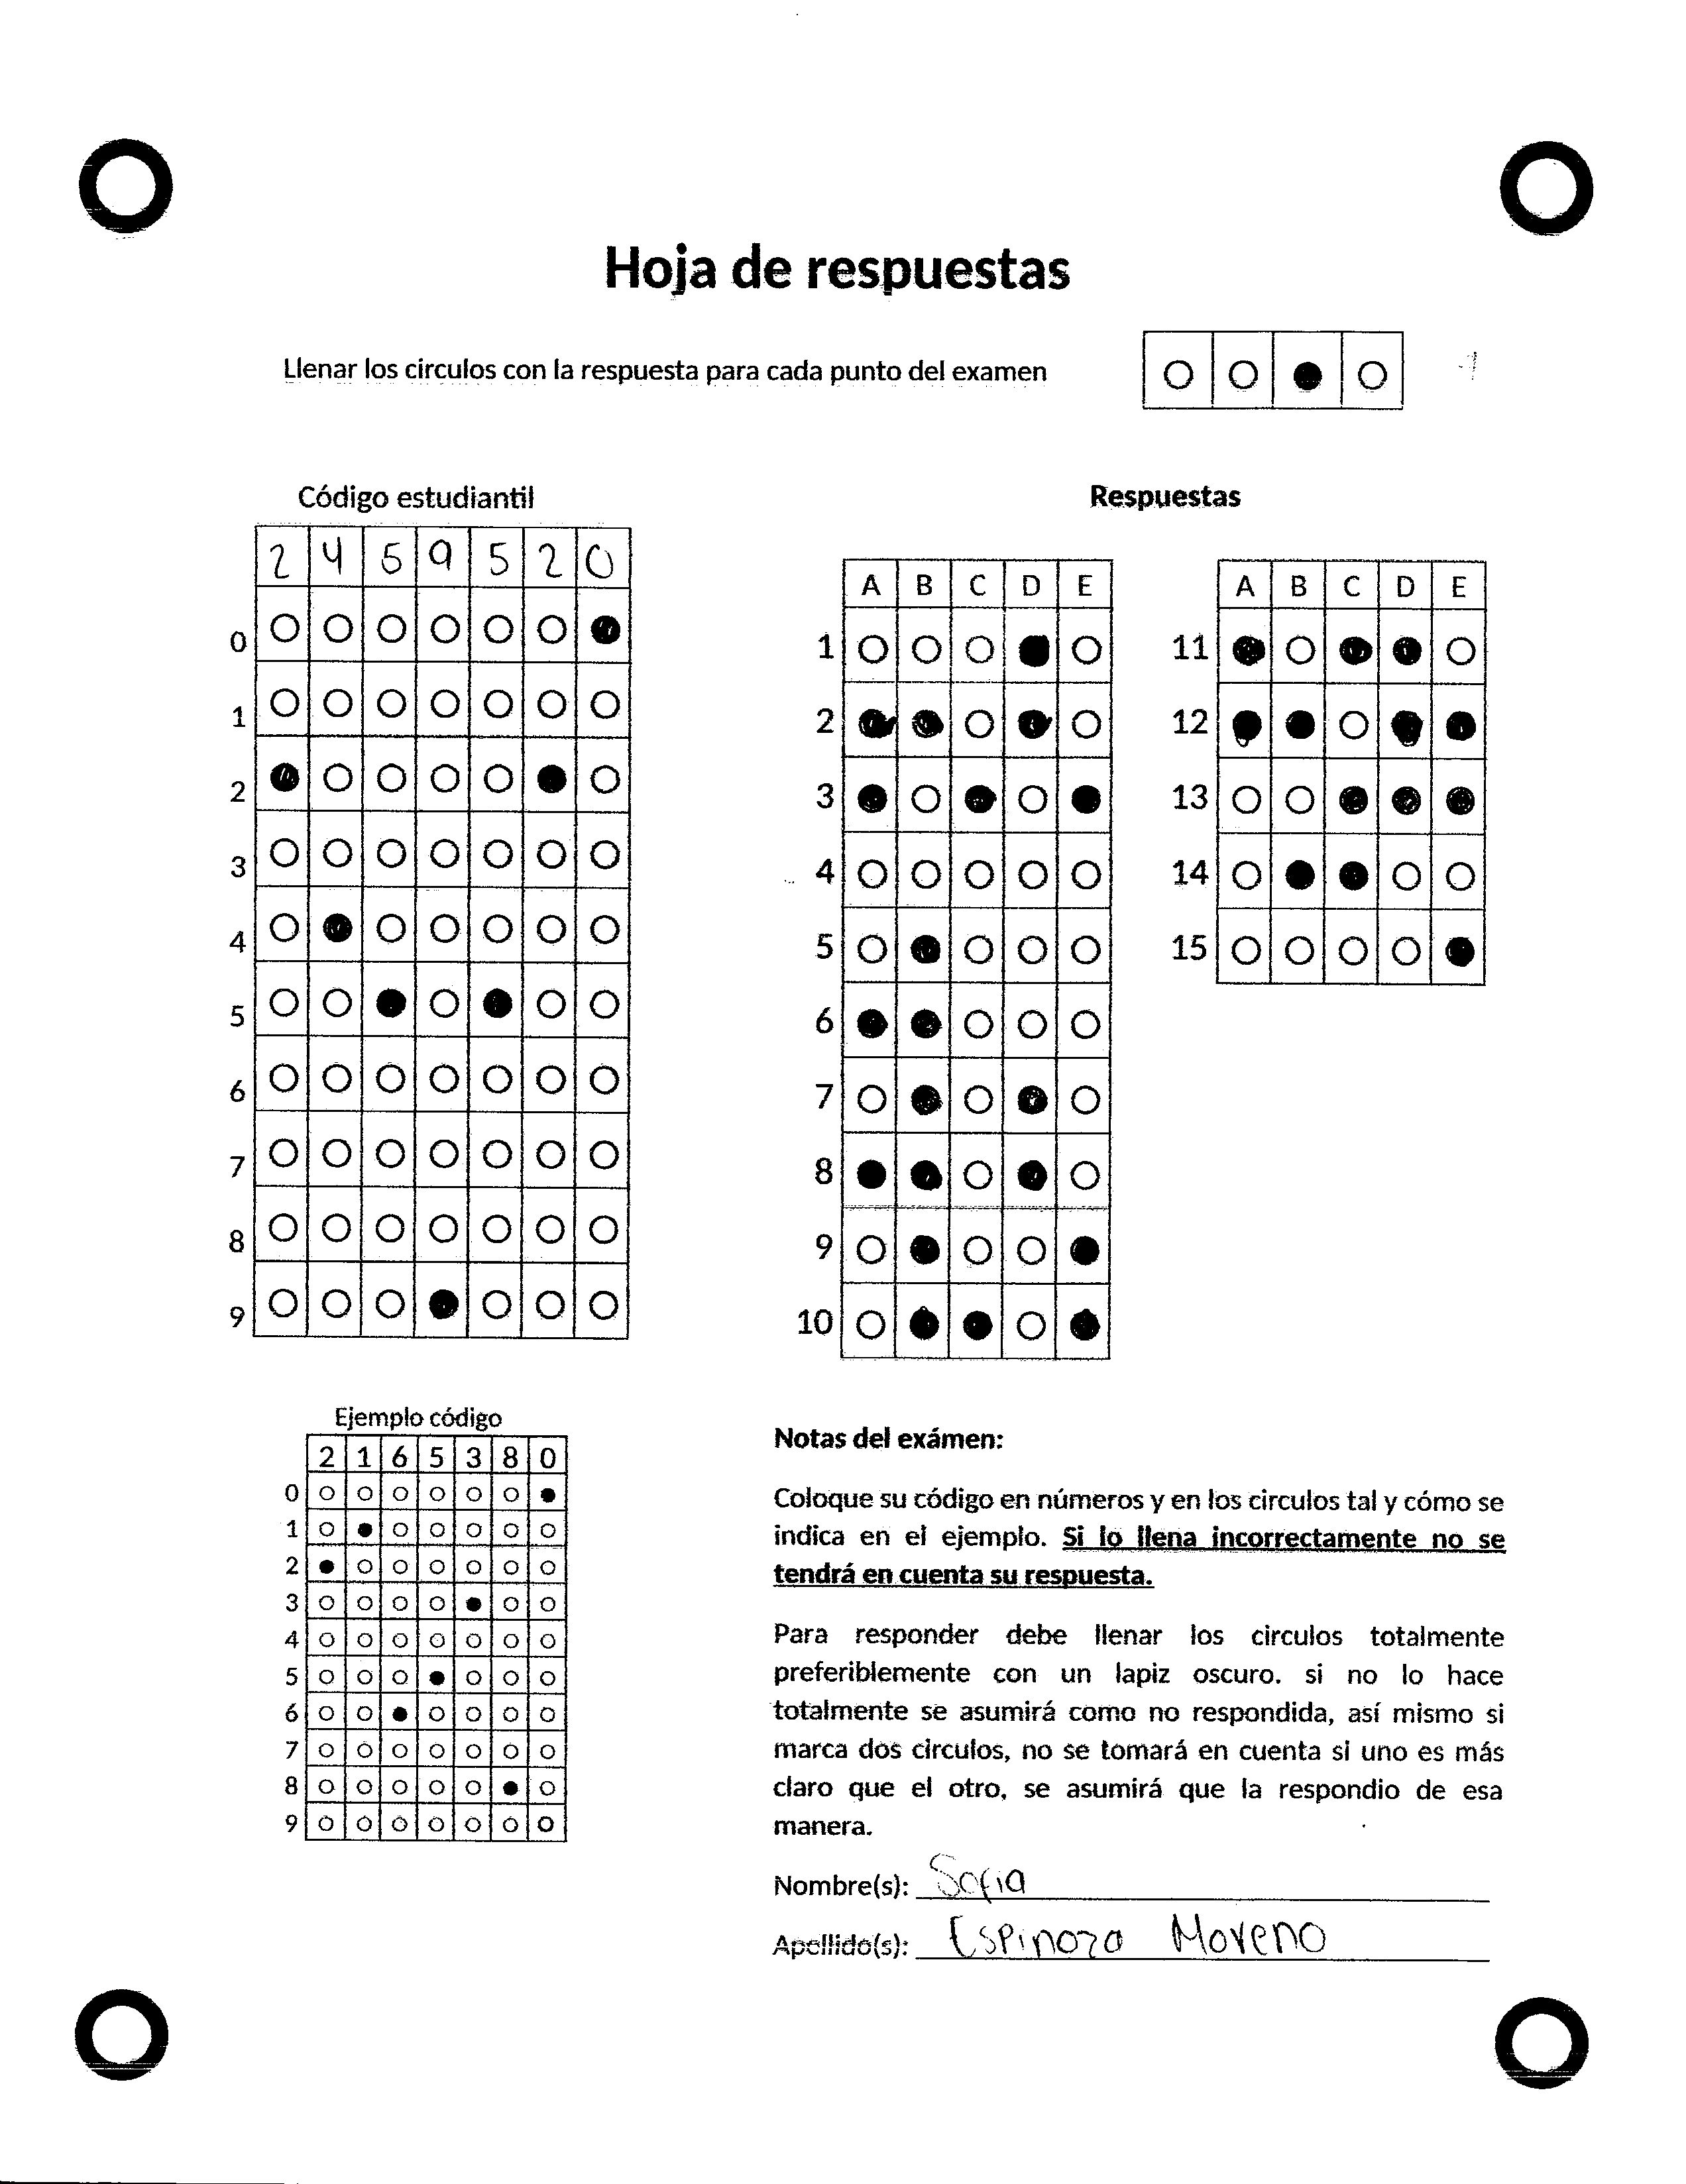 Hoja de respuestas
Llenar los circulos con la respuesta para cada punto del examen
Código estudiantil
2 4 5 9 5 2 0
0
1
2
3
4
5
6
7
8
9
Respuestas
A B C D E
1
2
3
4
5
6
7
8
9
10
A B C D E
11
12
13
14
15
Ejemplo código
2 1 6 5 3 8 0
0
1
2
3
4
5
6
7
8
9
Notas del exámen:
Coloque su código en números y en los circulos tal y cómo se
indica en el ejemplo. Si lo llena incorrectamente no se
tendrá en cuenta su respuesta.
Para responder debe llenar los circulos totalmente
preferiblemente con un lapiz oscuro. si no lo hace
totalmente se asumirá como no respondida, así mismo si
marca dos circulos, no se tomará en cuenta si uno es más
claro que el otro, se asumirá que la respondio de esa
manera.
Nombre(s): Sofia
Apellido(s): Espinoza Moreno